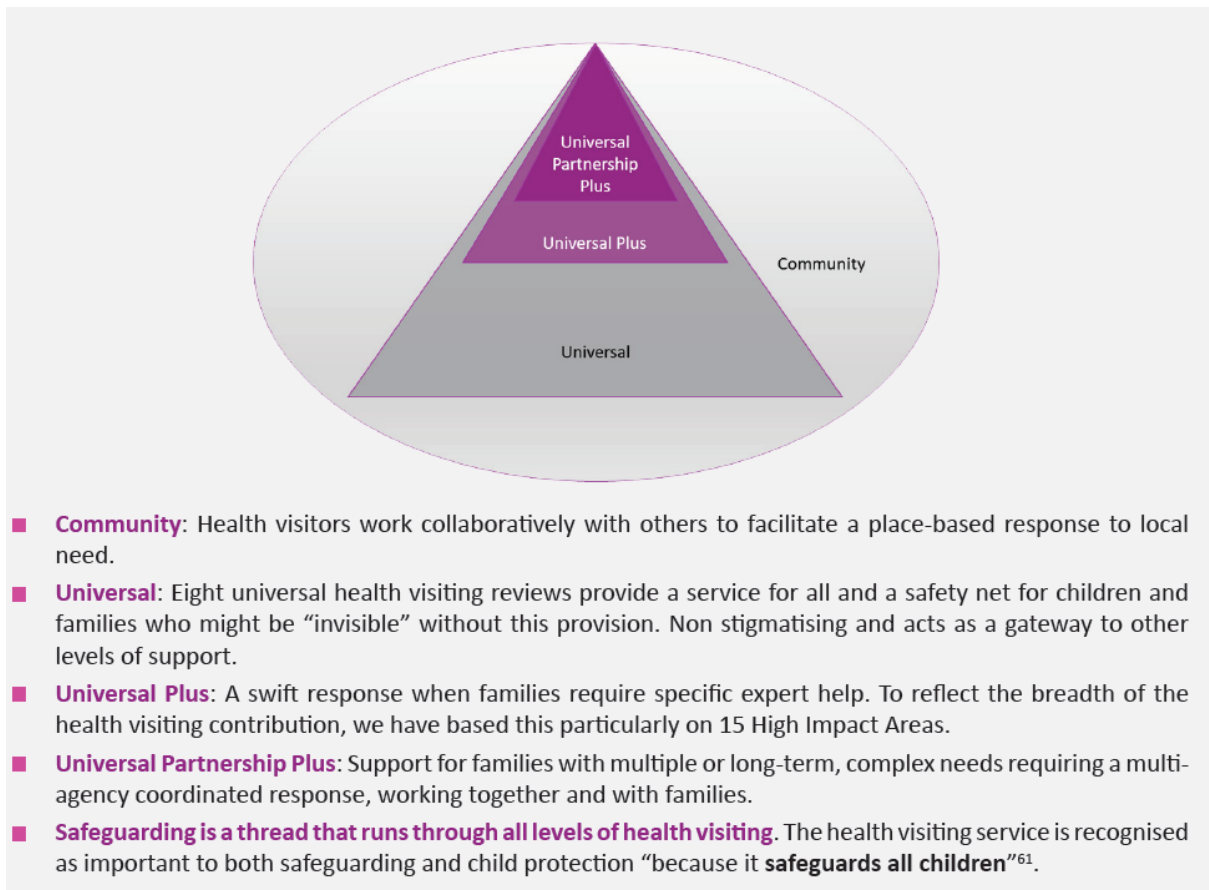 Universal
Partnership
Plus
Universal Plus
Community
Universal
■ Community: Health visitors work collaboratively with others to facilitate a place-based response to local
need.
■ Universal: Eight universal health visiting reviews provide a service for all and a safety net for children and
families who might be “invisible” without this provision. Non stigmatising and acts as a gateway to other
levels of support.
■ Universal Plus: A swift response when families require specific expert help. To reflect the breadth of the
health visiting contribution, we have based this particularly on 15 High Impact Areas.
■ Universal Partnership Plus: Support for families with multiple or long-term, complex needs requiring a multi-
agency coordinated response, working together and with families.
■ Safeguarding is a thread that runs through all levels of health visiting. The health visiting service is recognised
as important to both safeguarding and child protection “because it safeguards all children”⁶¹.